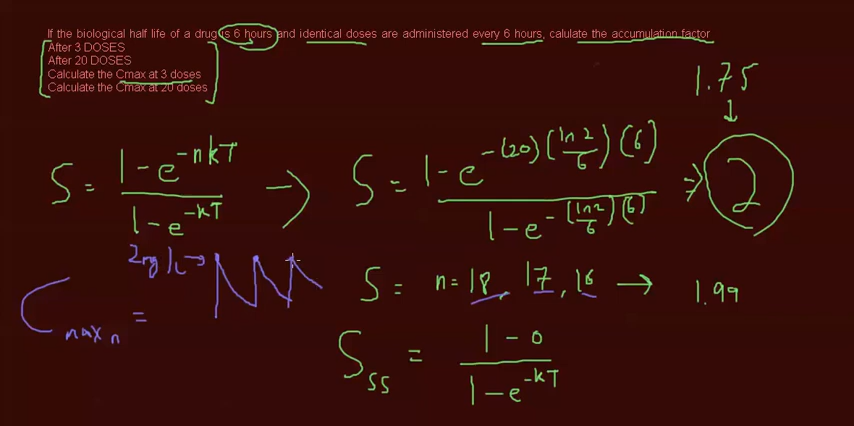 If the biological half life of a drug is 6 hours and identical doses are administered every 6 hours, calulate the accumulation factor
After 3 DOSES
After 20 DOSES
Calculate the Cmax at 3 doses
Calculate the Cmax at 20 doses
1.75
S = 1-e^-nkT / 1-e^-kT → S = 1-e^-(20)(ln2/6)(6) / 1-e^-(ln2/6)(6) ⇒ 2
2mg/L →
S = n = 18, 17, 16 → 1.99
Cmax n =
Sss = 1-0 / 1-e^-kT